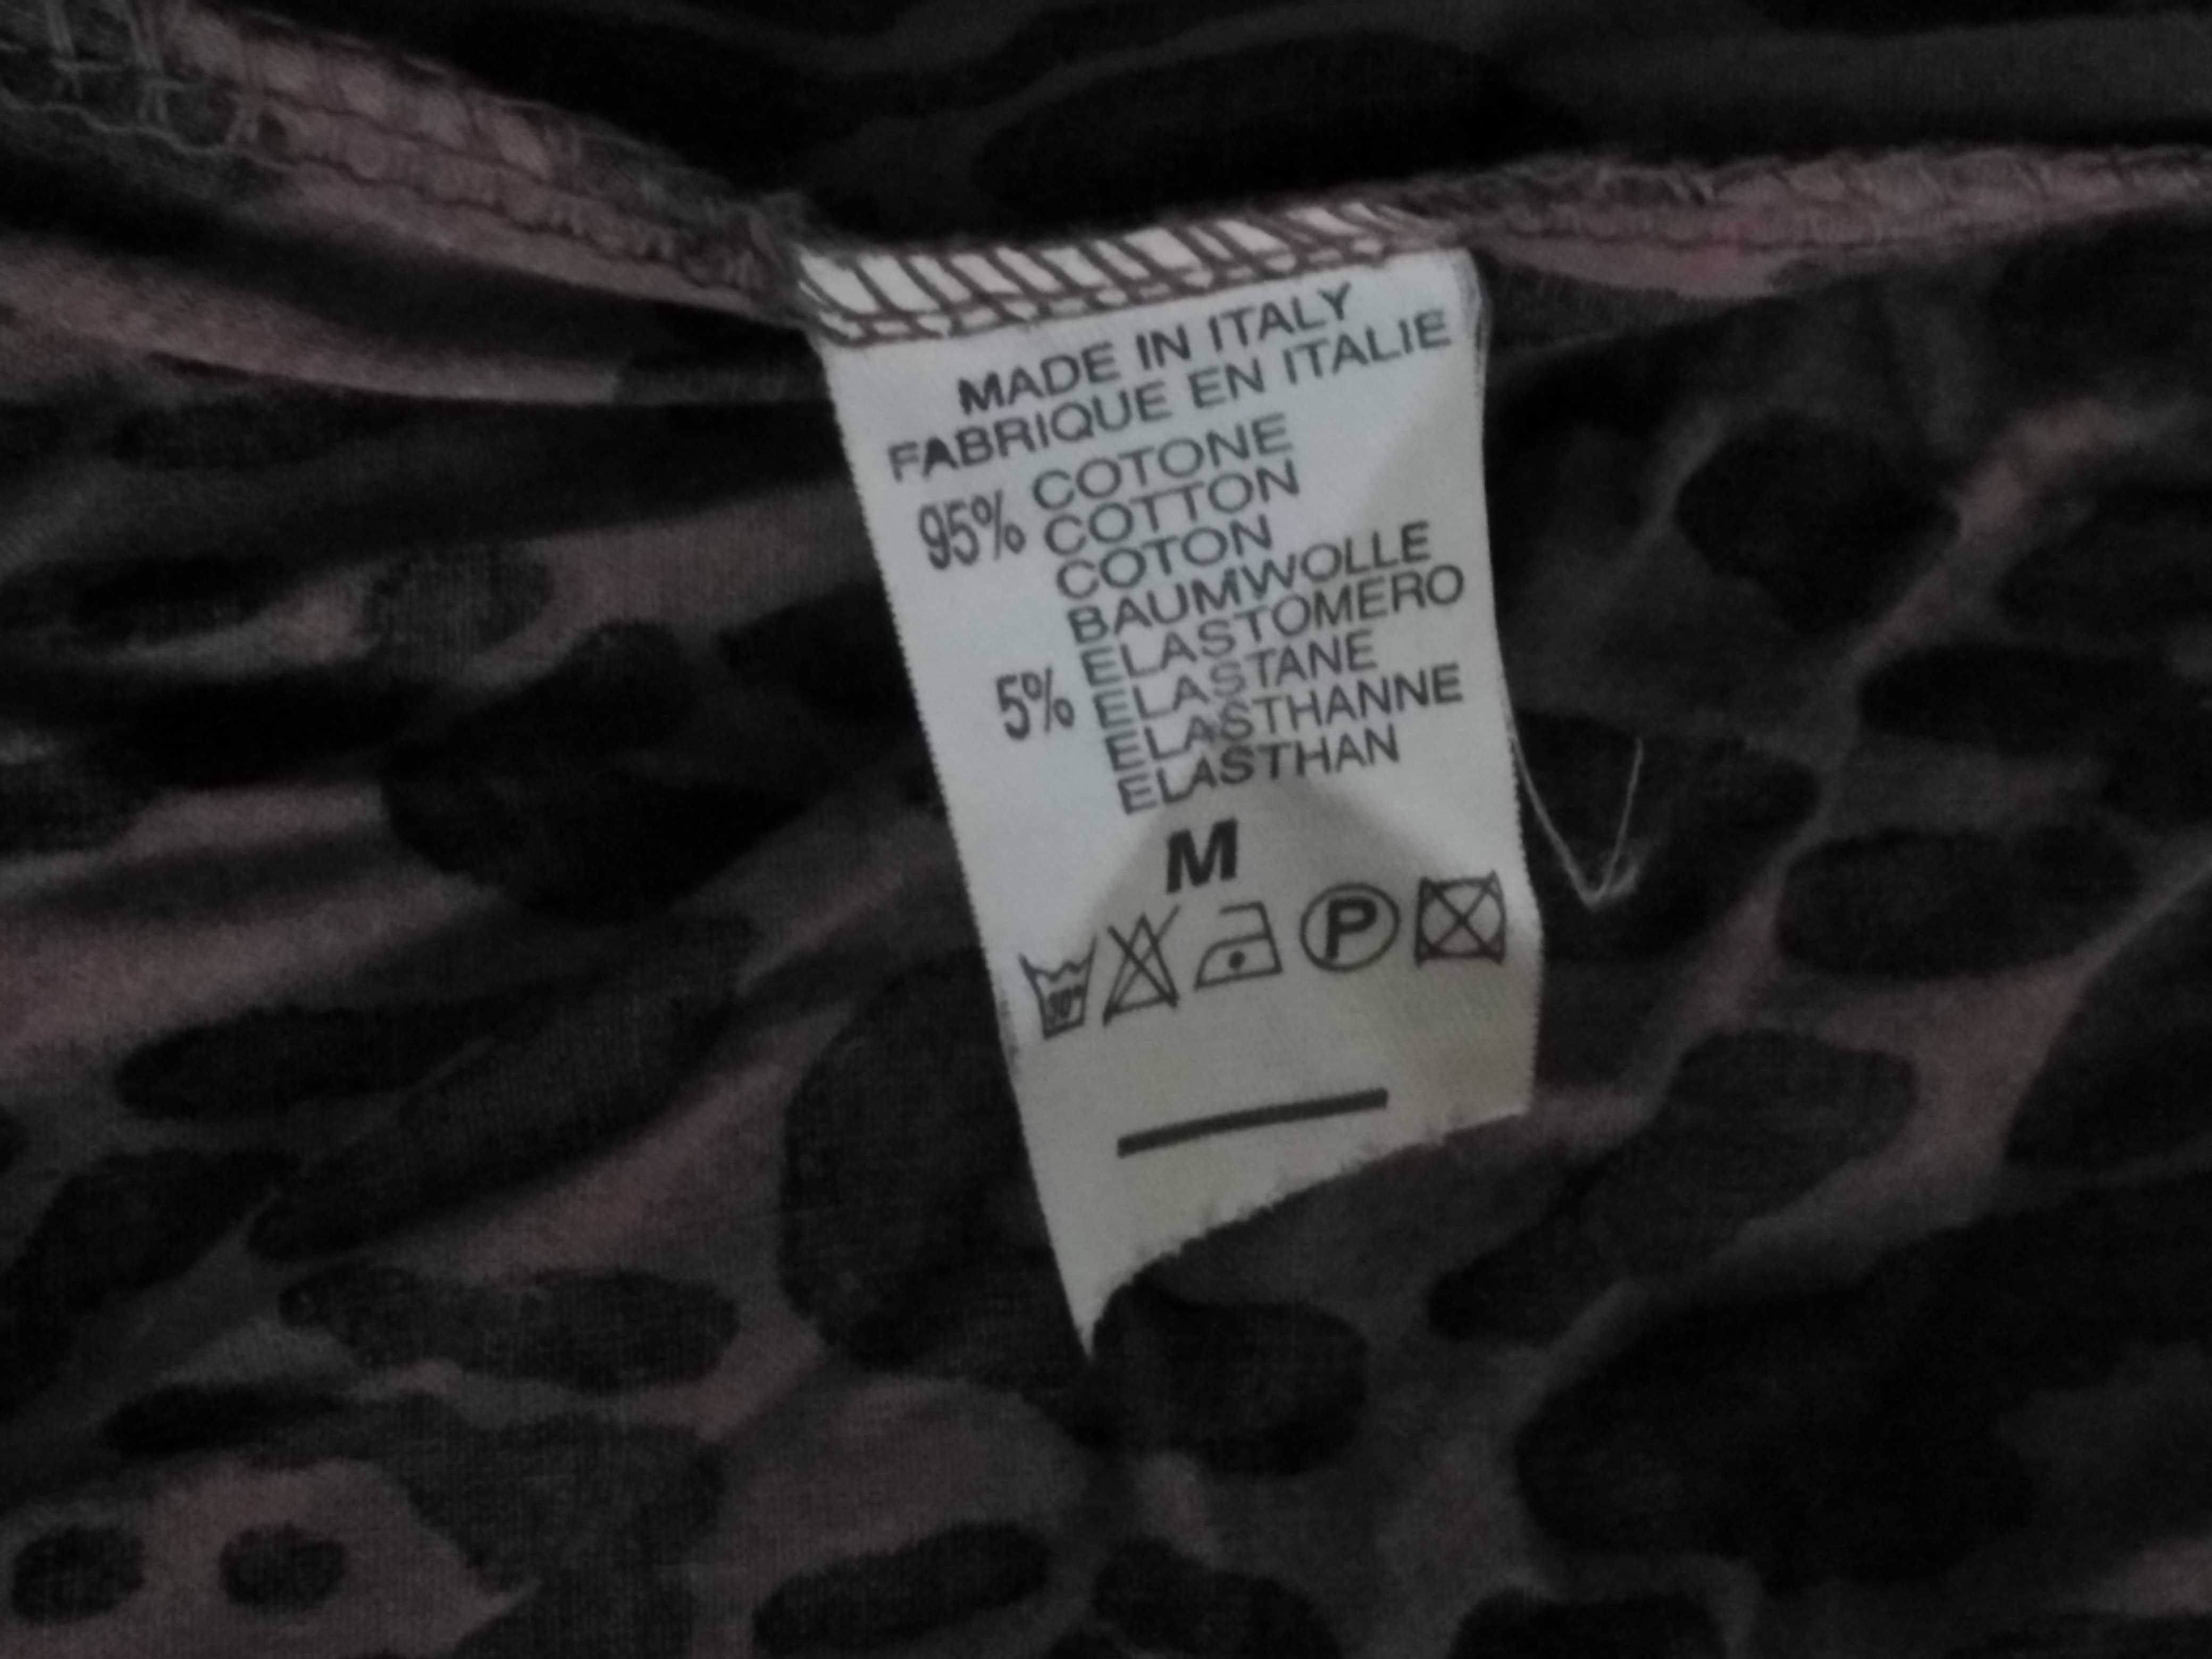 MADE IN ITALY
FABRIQUE EN ITALIE
95% COTONE
COTTON
COTON
BAUMWOLLE
5% ELASTOMERO
ELASTANE
ELASTHANNE
ELASTHAN
M
P